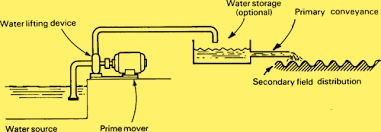 Water storage
(optional)
Primary conveyance
Water lifting device
Secondary field distribution
Water source
Prime mover